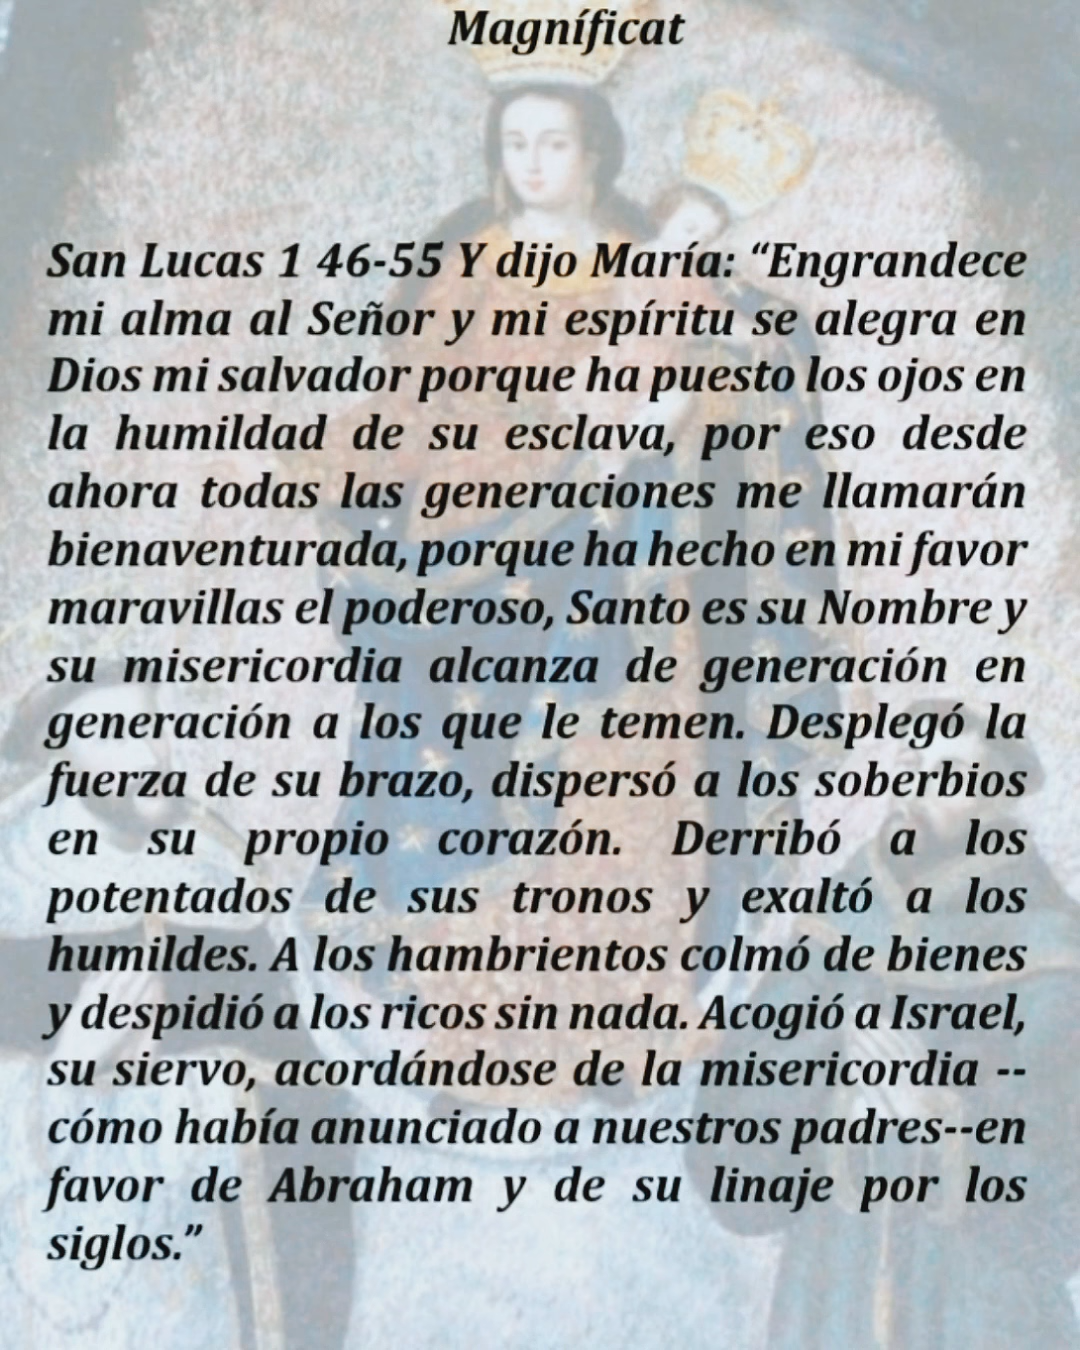 Magníficat
San Lucas 1 46-55 Y dijo María: “Engrandece
mi alma al Señor y mi espíritu se alegra en
Dios mi salvador porque ha puesto los ojos en
la humildad de su esclava, por eso desde
ahora todas las generaciones me llamarán
bienaventurada, porque ha hecho en mi favor
maravillas el poderoso, Santo es su Nombre y
su misericordia alcanza de generación en
generación a los que le temen. Desplegó la
fuerza de su brazo, dispersó a los soberbios
en su propio corazón. Derribó a los
potentados de sus tronos y exaltó a los
humildes. A los hambrientos colmó de bienes
y despidió a los ricos sin nada. Acogió a Israel,
su siervo, acordándose de la misericordia --
cómo había anunciado a nuestros padres--en
favor de Abraham y de su linaje por los
siglos.”